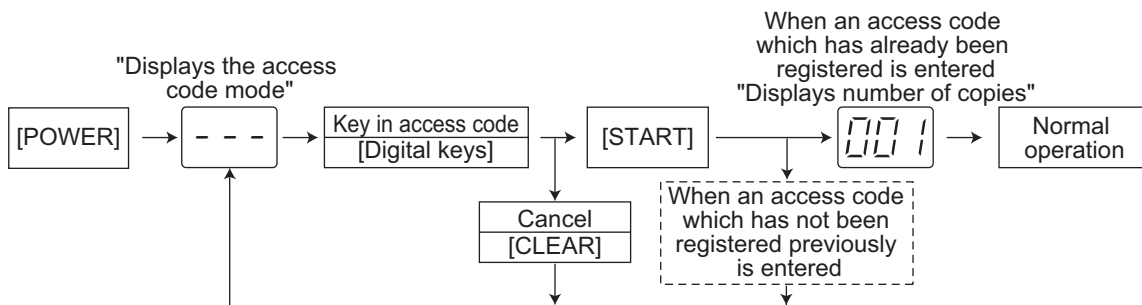 "Displays the access
code mode"
When an access code
which has already been
registered is entered
"Displays number of copies"
[POWER]
- - -
Key in access code
[Digital keys]
[START]
001
Normal
operation
Cancel
[CLEAR]
When an access code
which has not been
registered previously
is entered